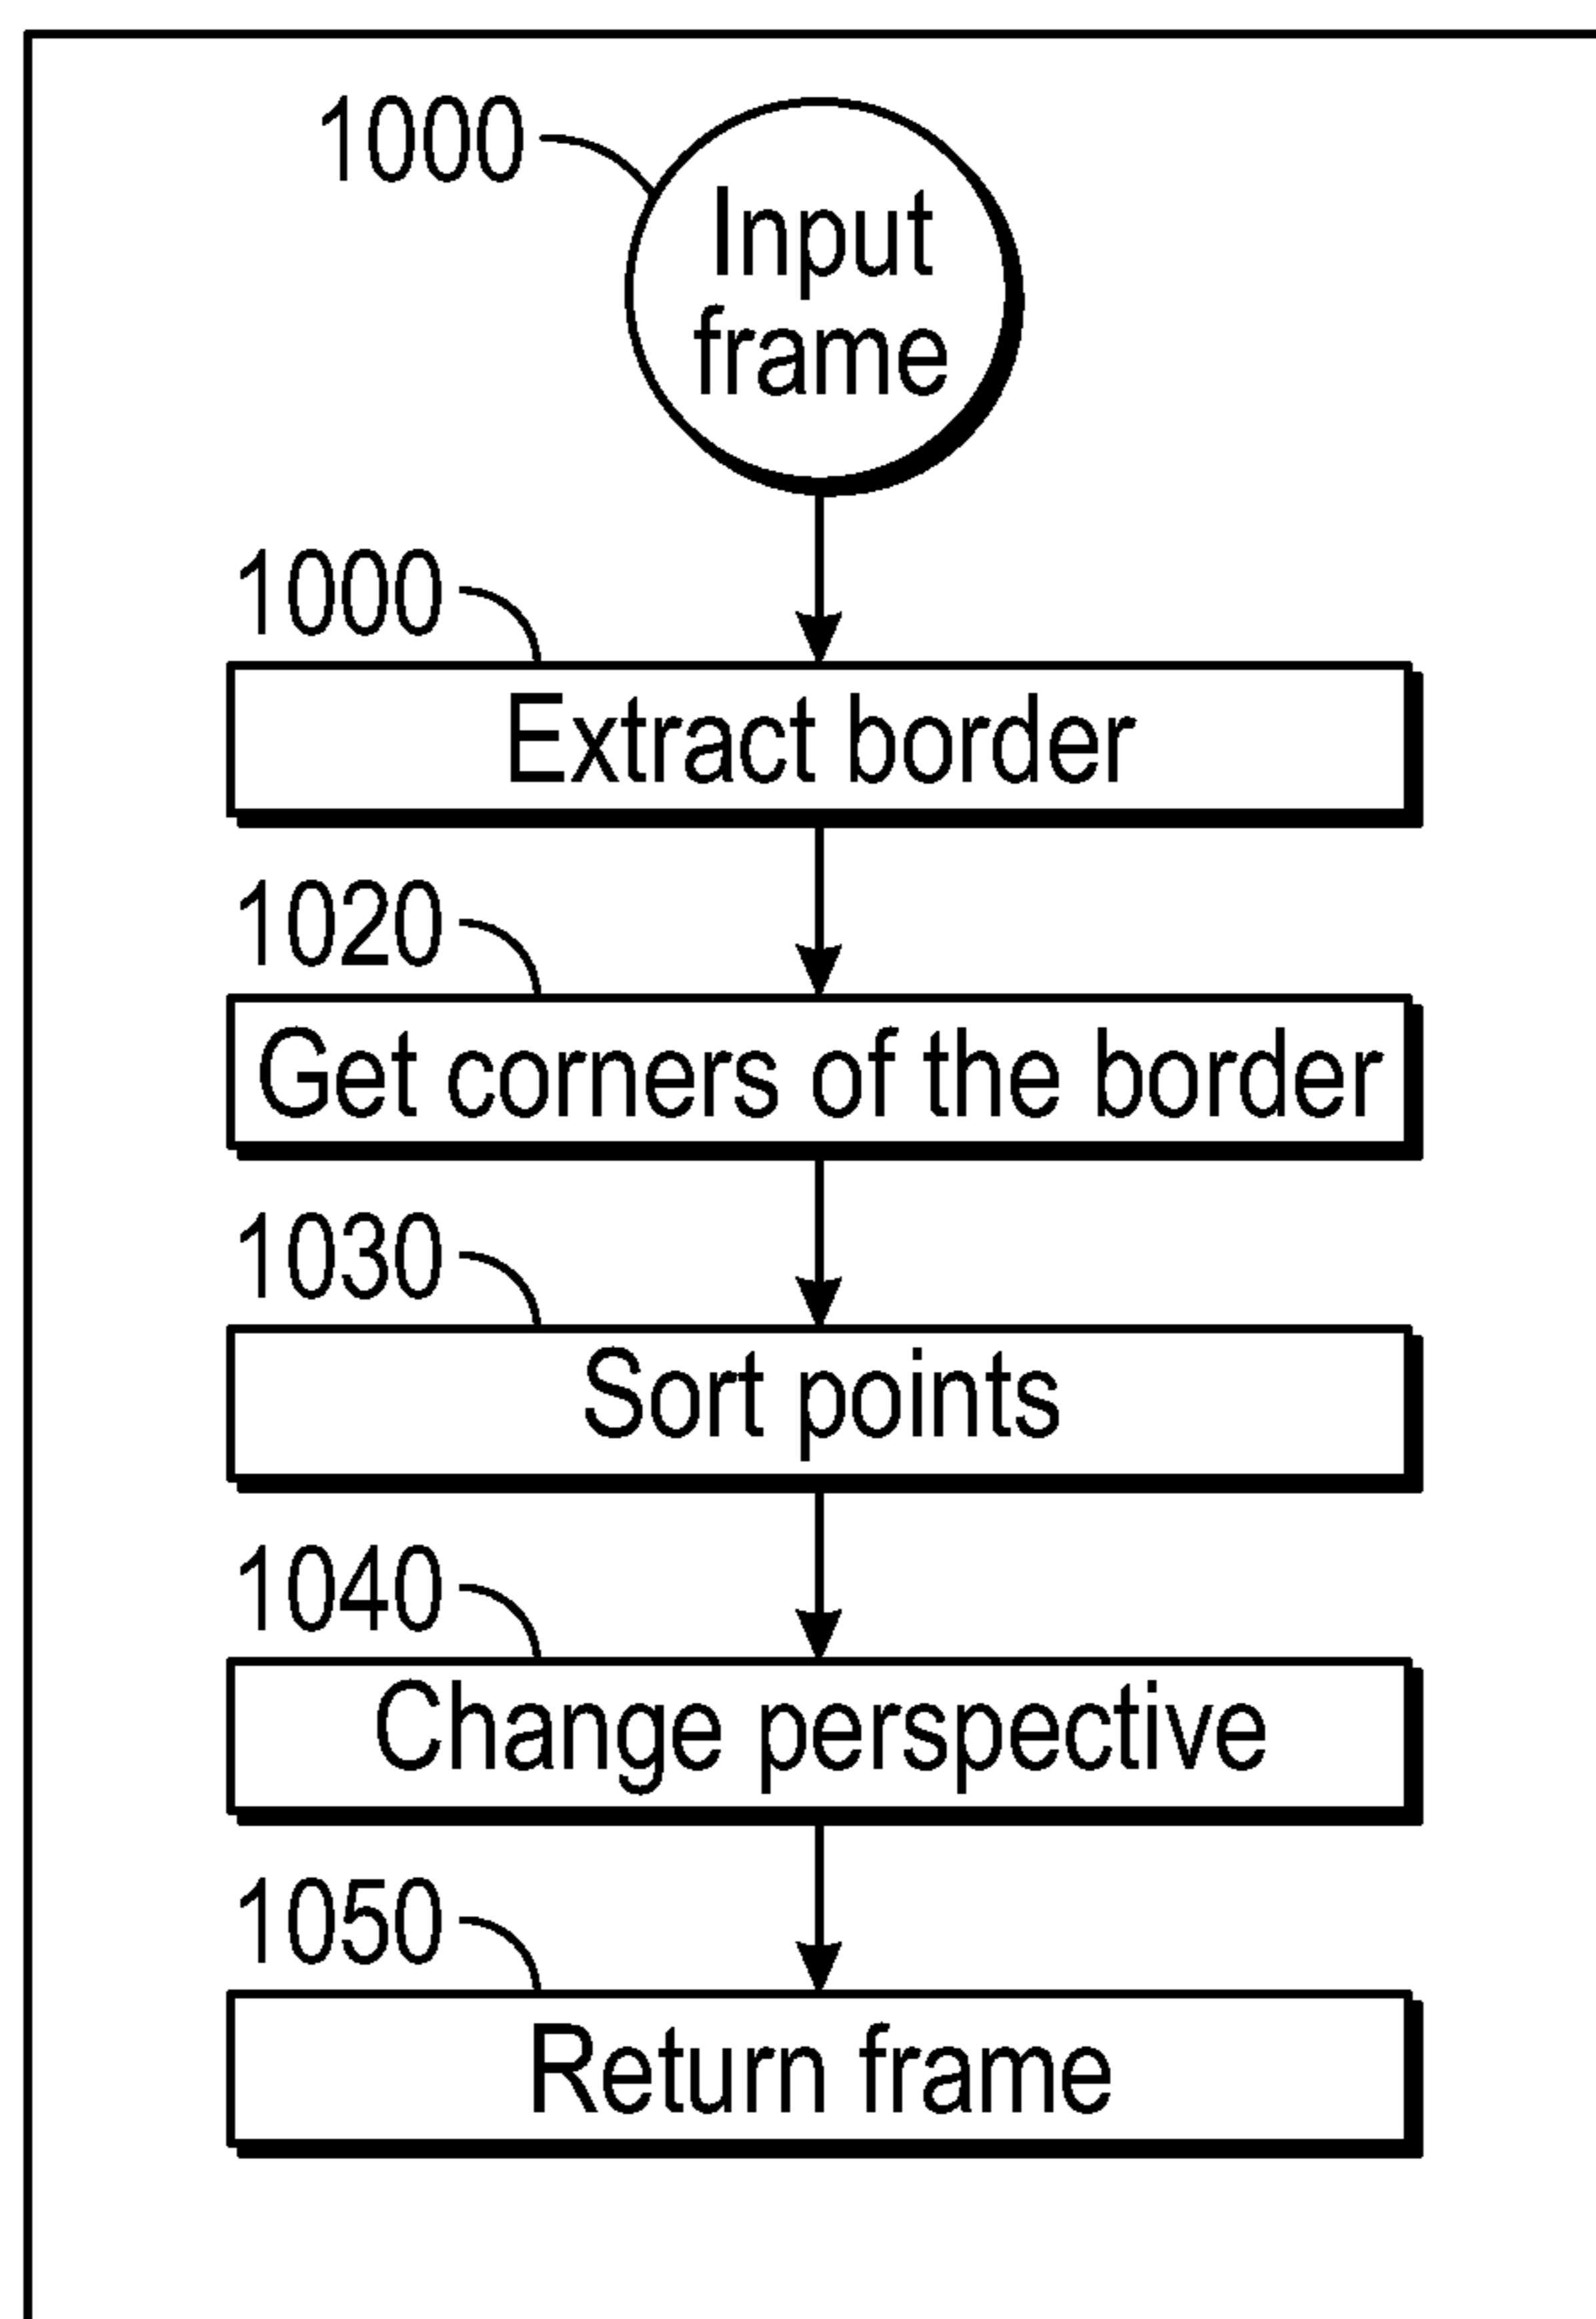 1000
Input
frame
1000
Extract border
1020
Get corners of the border
1030
Sort points
1040
Change perspective
1050
Return frame